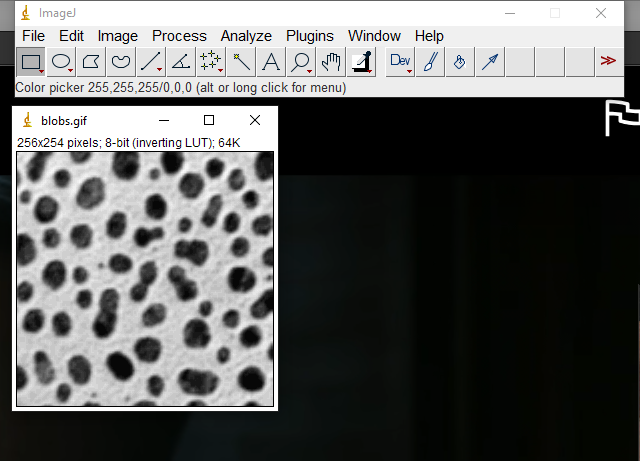 ImageJ
File Edit Image Process Analyze Plugins Window Help
A Dev
Color picker 255,255,255/0,0,0 (alt or long click for menu)
blobs.gif
256x254 pixels; 8-bit (inverting LUT); 64K